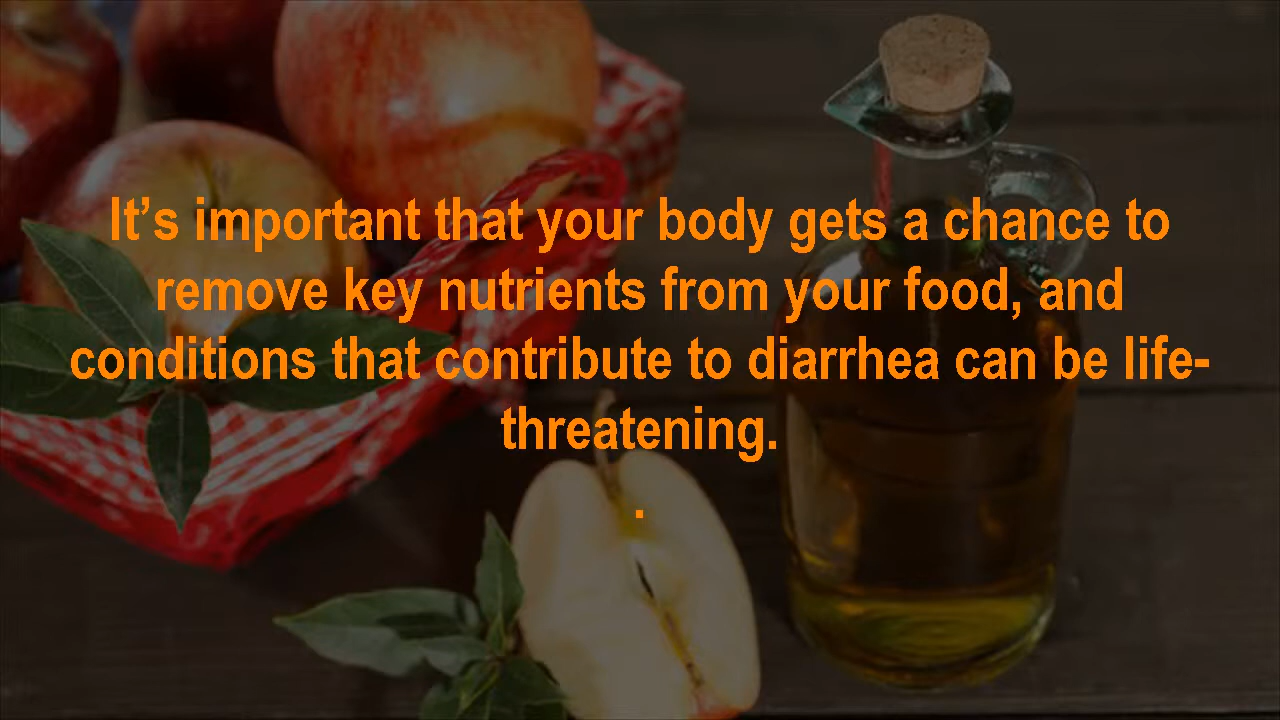 It’s important that your body gets a chance to
remove key nutrients from your food, and
conditions that contribute to diarrhea can be life-
threatening.
.